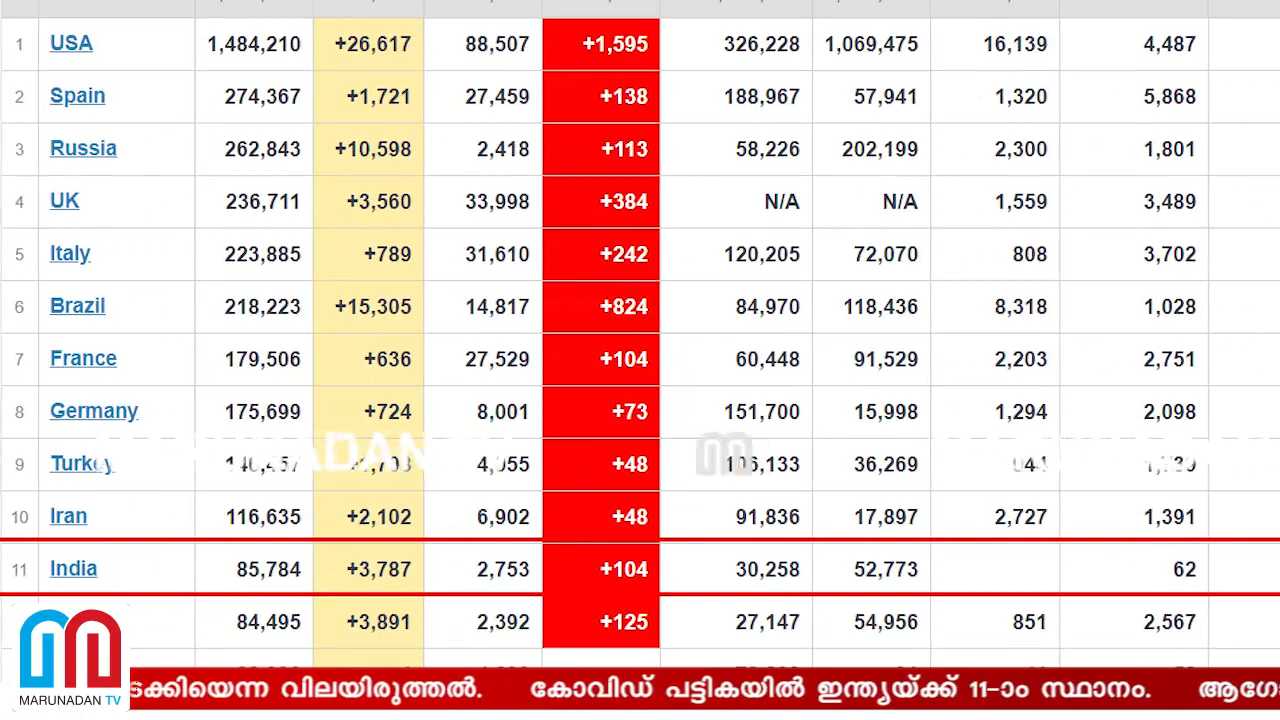 1 USA 1,484,210 +26,617 88,507 +1,595 326,228 1,069,475 16,139 4,487
2 Spain 274,367 +1,721 27,459 +138 188,967 57,941 1,320 5,868
3 Russia 262,843 +10,598 2,418 +113 58,226 202,199 2,300 1,801
4 UK 236,711 +3,560 33,998 +384 N/A N/A 1,559 3,489
5 Italy 223,885 +789 31,610 +242 120,205 72,070 808 3,702
6 Brazil 218,223 +15,305 14,817 +824 84,970 118,436 8,318 1,028
7 France 179,506 +636 27,529 +104 60,448 91,529 2,203 2,751
8 Germany 175,699 +724 8,001 +73 151,700 15,998 1,294 2,098
9 Turkey +48 106,133 36,269
10 Iran 116,635 +2,102 6,902 +48 91,836 17,897 2,727 1,391
11 India 85,784 +3,787 2,753 +104 30,258 52,773 62
84,495 +3,891 2,392 +125 27,147 54,956 851 2,567
MARUNADAN TV
വിലയിരുത്തൽ. കോവിഡ് പട്ടികയിൽ ഇന്ത്യയ്ക്ക് 11-ാം സ്ഥാനം.